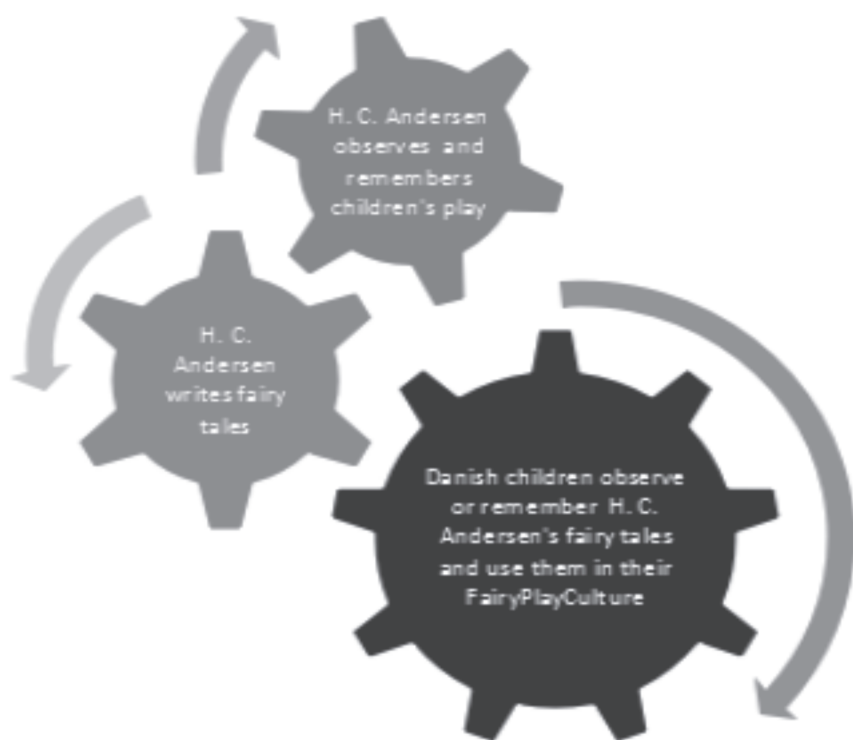 H. C. Andersen
observes and
remembers
children's play
H. C.
Andersen
writes fairy
tales
Danish children observe
or remember H. C.
Andersen's fairy tales
and use them in their
FairyPlayCulture